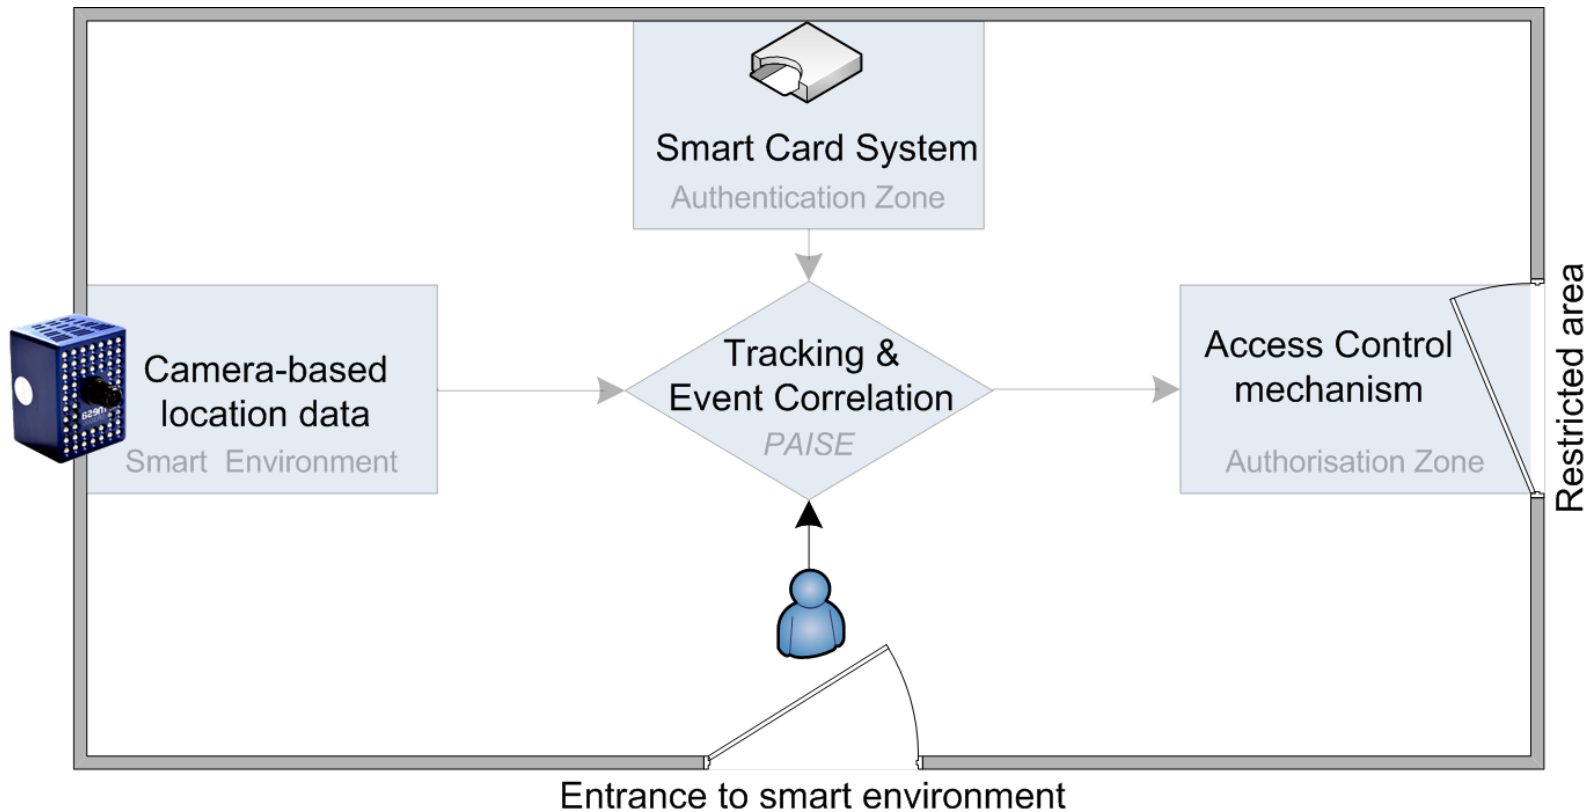 Smart Card System
Authentication Zone
Camera-based
location data
Smart Environment
Tracking &
Event Correlation
PAISE
Access Control
mechanism
Authorisation Zone
Restricted area
Entrance to smart environment